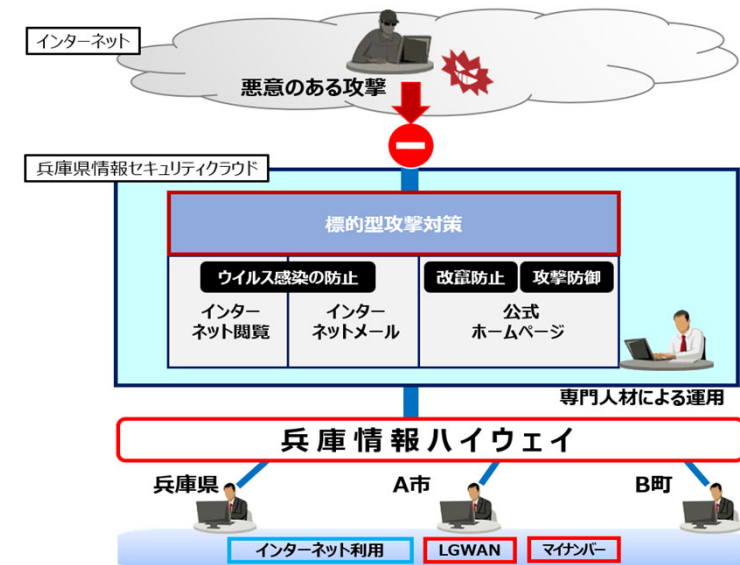 インターネット
悪意のある攻撃
兵庫県情報セキュリティクラウド
標的型攻撃対策
ウイルス感染の防止
改竄防止
攻撃防御
インター
ネット閲覧
インター
ネットメール
公式
ホームページ
専門人材による運用
兵庫情報ハイウェイ
兵庫県
A市
B町
インターネット利用
LGWAN
マイナンバー